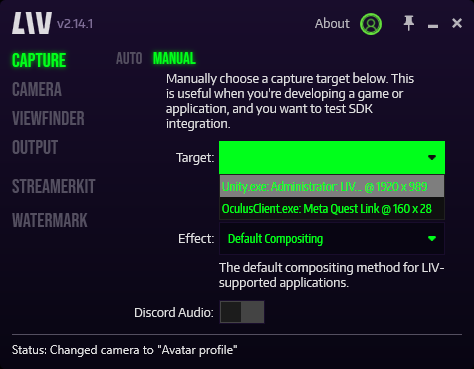 LIV v2.14.1
About
CAPTURE
AUTO MANUAL
CAMERA
VIEWFINDER
OUTPUT
STREAMERKIT
WATERMARK
Manually choose a capture target below. This
is useful when you're developing a game or
application, and you want to test SDK
integration.
Target:
Unity.exe: Administrator: LIV... @ 1920 x 989
OculusClient.exe: Meta Quest Link @ 160 x 28
Effect: Default Compositing
The default compositing method for LIV-
supported applications.
Discord Audio:
Status: Changed camera to "Avatar profile"